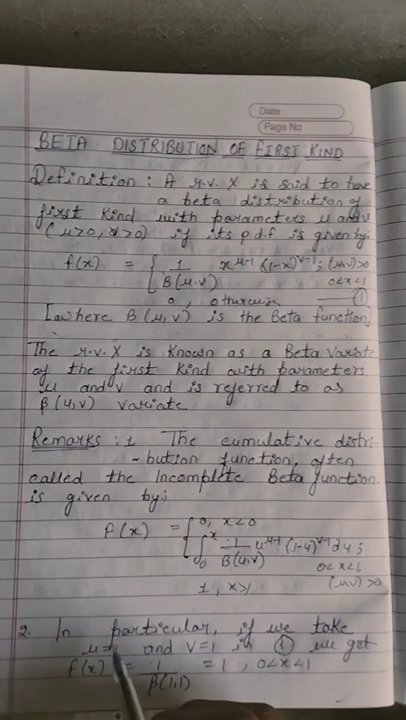 Date
Page No
BETA DISTRIBUTION OF FIRST KIND
Definition : A r.v. X is said to have
a beta distribution of
first kind with parameters μ and ν
(μ>0, ν>0) if its p.d.f is given by:
f(x) = { 1/B(μ,ν) x^{μ-1} (1-x)^{ν-1} ; (μ,ν)>0
0<x<1
0, otherwise ①
[where B(μ,ν) is the Beta function]
The r.v. X is known as a Beta Variate
of the first kind with parameters
μ and ν and is referred to as
β(μ,ν) variate
Remarks : 1 The cumulative distri-
-bution function, often
called the Incomplete Beta function
is given by;
F(x) = { 0, x<0
∫_0^x 1/B(μ,ν) u^{μ-1} (1-u)^{ν-1} du ;
0<x<1
1, x>1 (μ,ν)>0
2. In particular, if we take
μ=1 and ν=1 in ① we get
f(x) = 1/β(1,1) = 1, 0<x<1